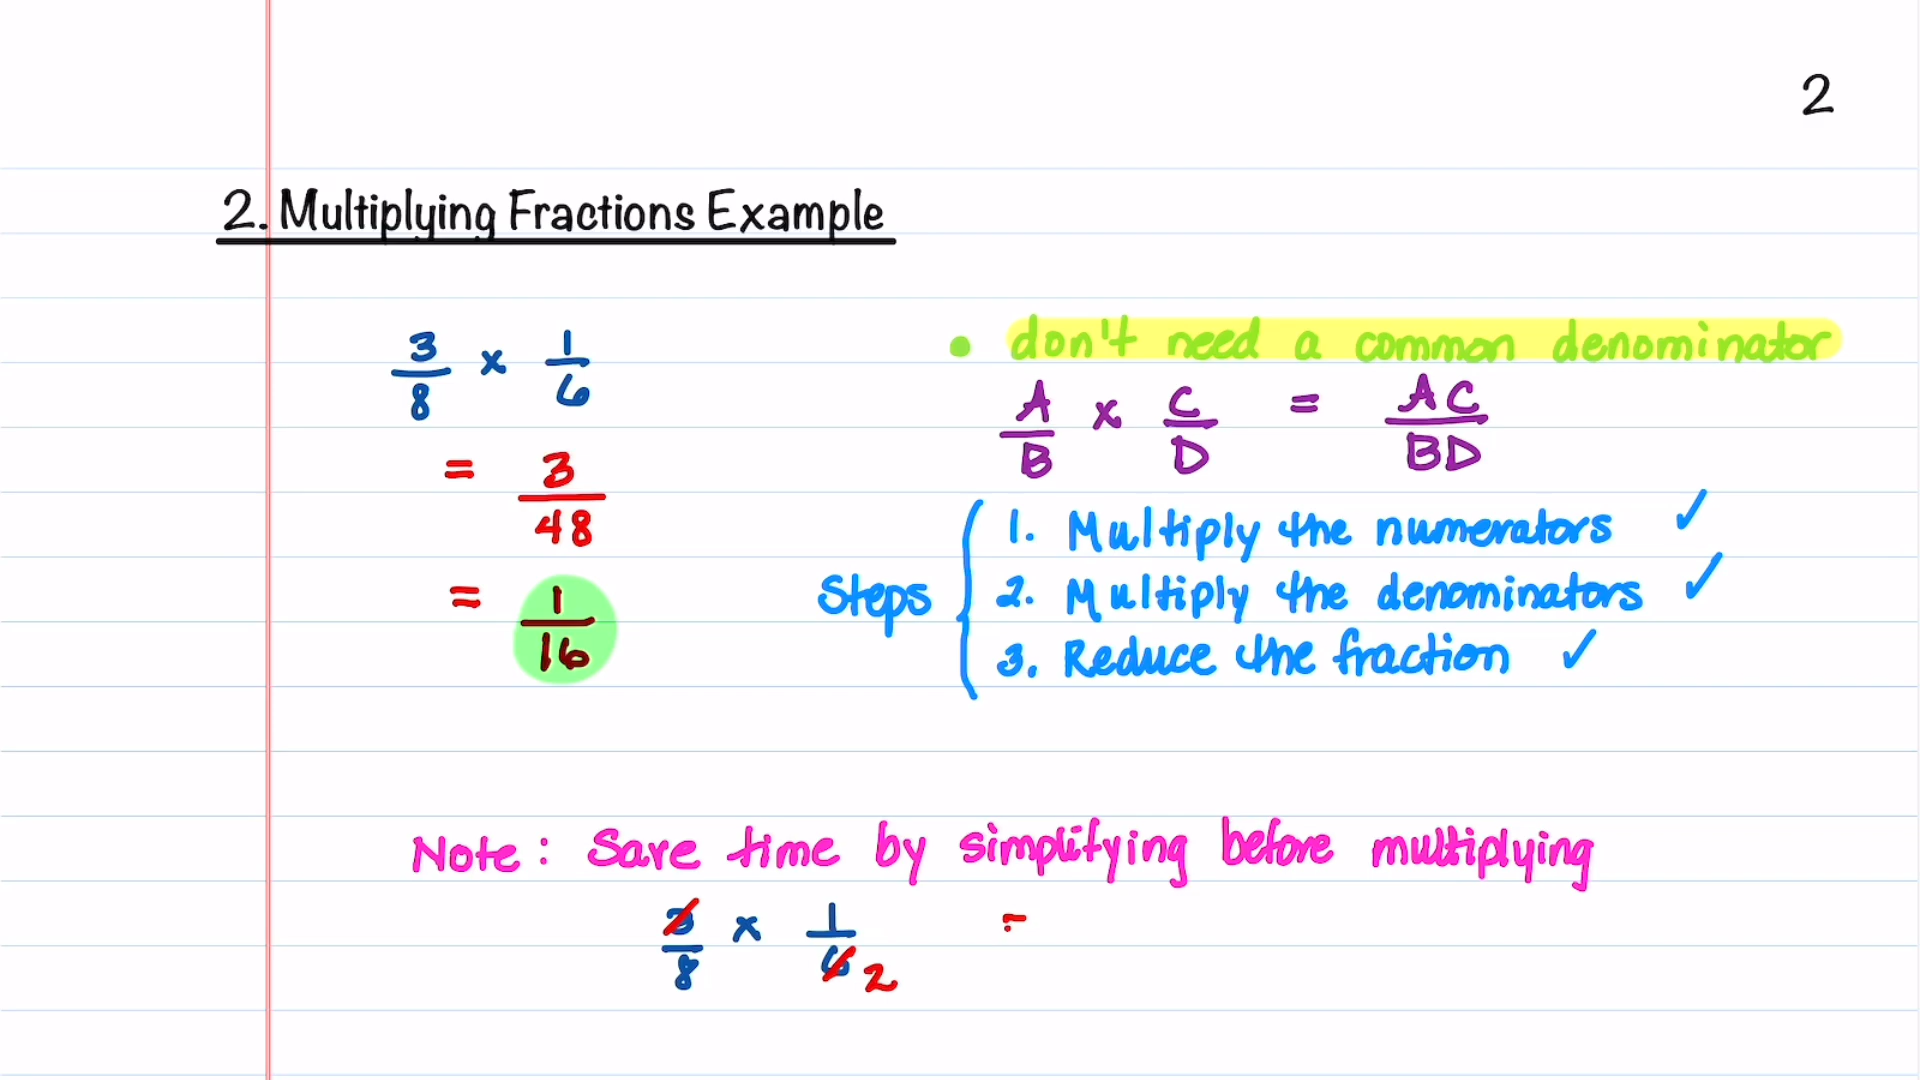 2
2. Multiplying Fractions Example
3/8 x 1/6
= 3/48
= 1/16
• don't need a common denominator
A/B x C/D = AC/BD
Steps
1. Multiply the numerators ✓
2. Multiply the denominators ✓
3. Reduce the fraction ✓
Note: Save time by simplifying before multiplying
3/8 x 1/6 2 =